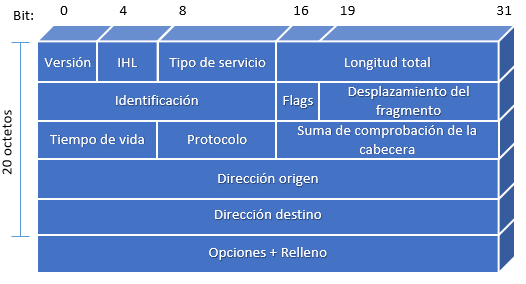 Bit: 0 4 8 16 19 31
Versión IHL Tipo de servicio Longitud total
Identificación Flags Desplazamiento del
fragmento
Tiempo de vida Protocolo Suma de comprobación de la
cabecera
Dirección origen
Dirección destino
Opciones + Relleno
20 octetos